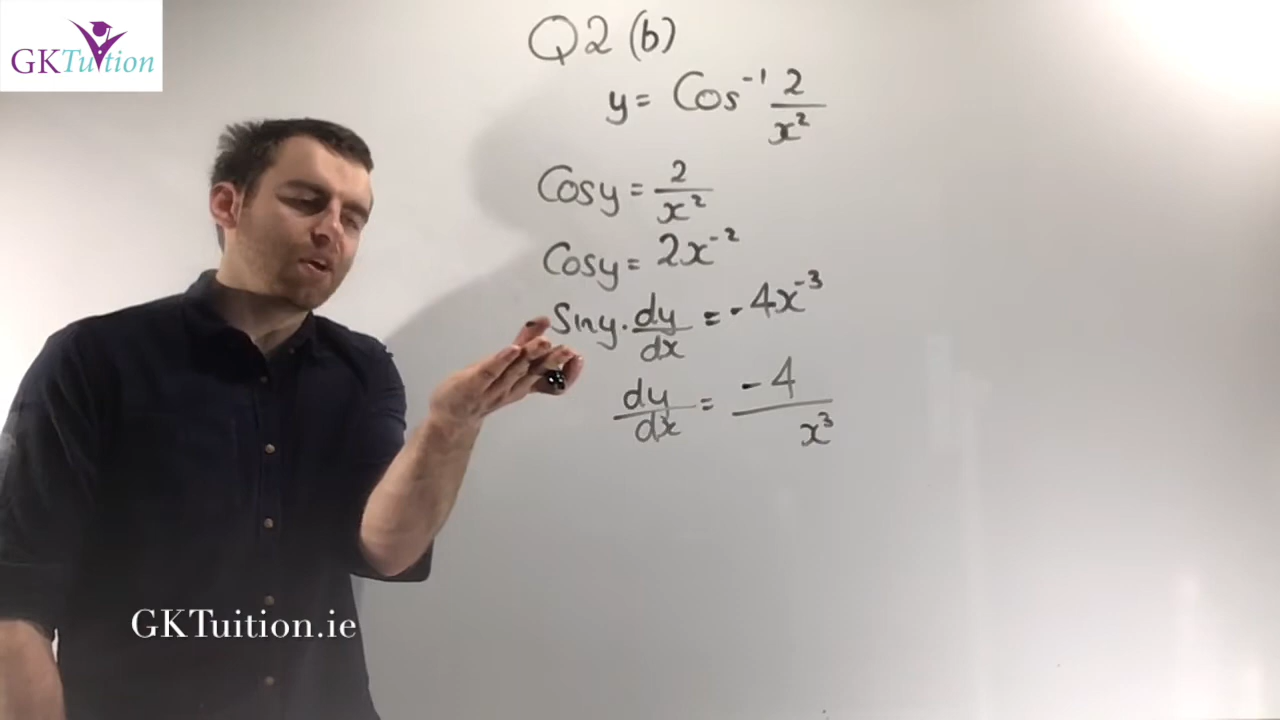 GKTuition
Q2 (b)
y = Cos⁻¹ 2/x²
Cosy = 2/x²
Cosy = 2x⁻²
- Siny. dy/dx = -4x⁻³
dy/dx = -4/x³
GKTuition.ie